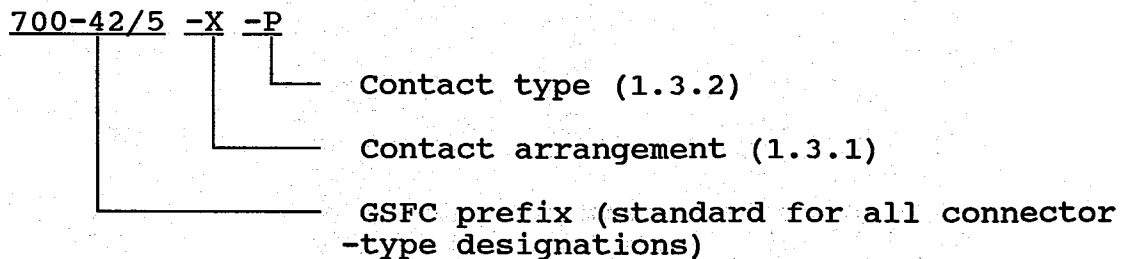 700-42/5 -X -P
Contact type (1.3.2)
Contact arrangement (1.3.1)
GSFC prefix (standard for all connector
-type designations)